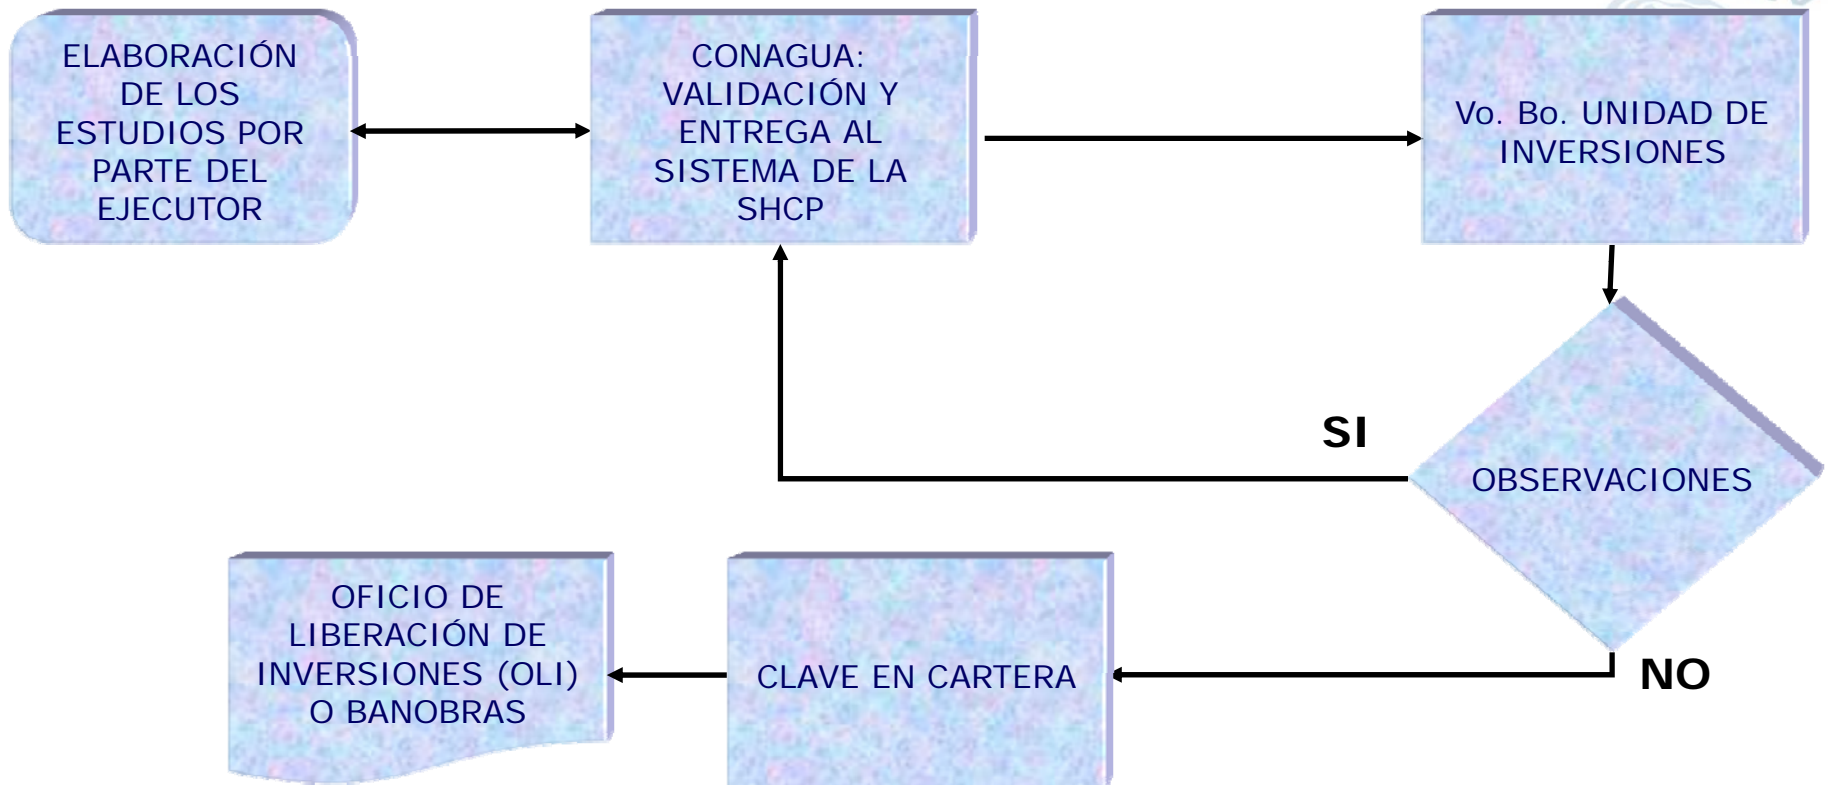 ELABORACIÓN
DE LOS
ESTUDIOS POR
PARTE DEL
EJECUTOR
CONAGUA:
VALIDACIÓN Y
ENTREGA AL
SISTEMA DE LA
SHCP
Vo. Bo. UNIDAD DE
INVERSIONES
SI
OBSERVACIONES
NO
CLAVE EN CARTERA
OFICIO DE
LIBERACIÓN DE
INVERSIONES (OLI)
O BANOBRAS